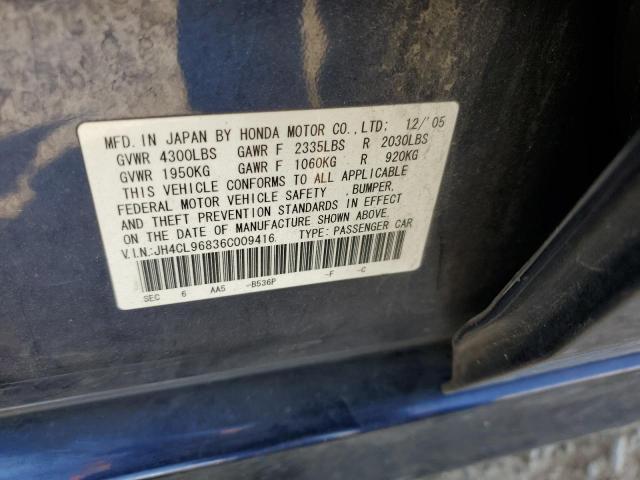 MFD. IN JAPAN BY HONDA MOTOR CO., LTD: 12/'05
GVWR 4300LBS GAWR F 2335LBS R 2030LBS
GVWR 1950KG GAWR F 1060KG R 920KG
THIS VEHICLE CONFORMS TO ALL APPLICABLE
FEDERAL MOTOR VEHICLE SAFETY ,BUMPER,
AND THEFT PREVENTION STANDARDS IN EFFECT
ON THE DATE OF MANUFACTURE SHOWN ABOVE.
V.I.N.:JH4CL96836C009416 TYPE: PASSENGER CAR
SEC 6 AA5 -B536P -F -C